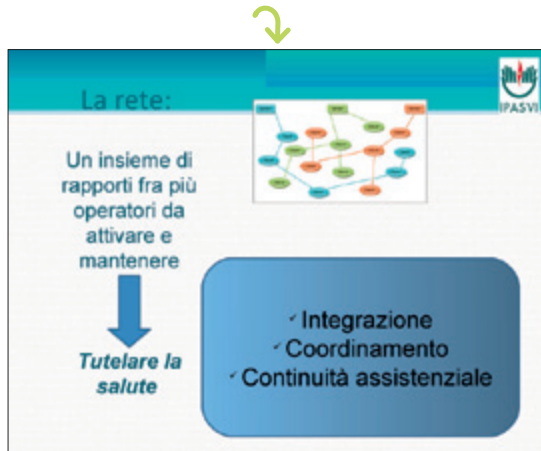 La rete:
IPASVI
Un insieme di
rapporti fra più
operatori da
attivare e
mantenere
Tutelare la
salute
✓ Integrazione
✓ Coordinamento
✓ Continuità assistenziale